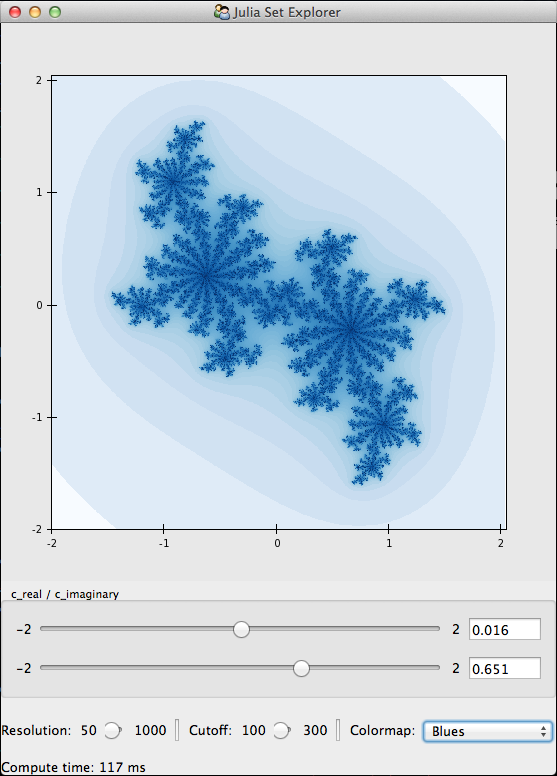 Julia Set Explorer
2
1
0
-1
-2
-2 -1 0 1 2
c_real / c_imaginary
-2 2 0.016
-2 2 0.651
Resolution: 50 1000 Cutoff: 100 300 Colormap: Blues
Compute time: 117 ms